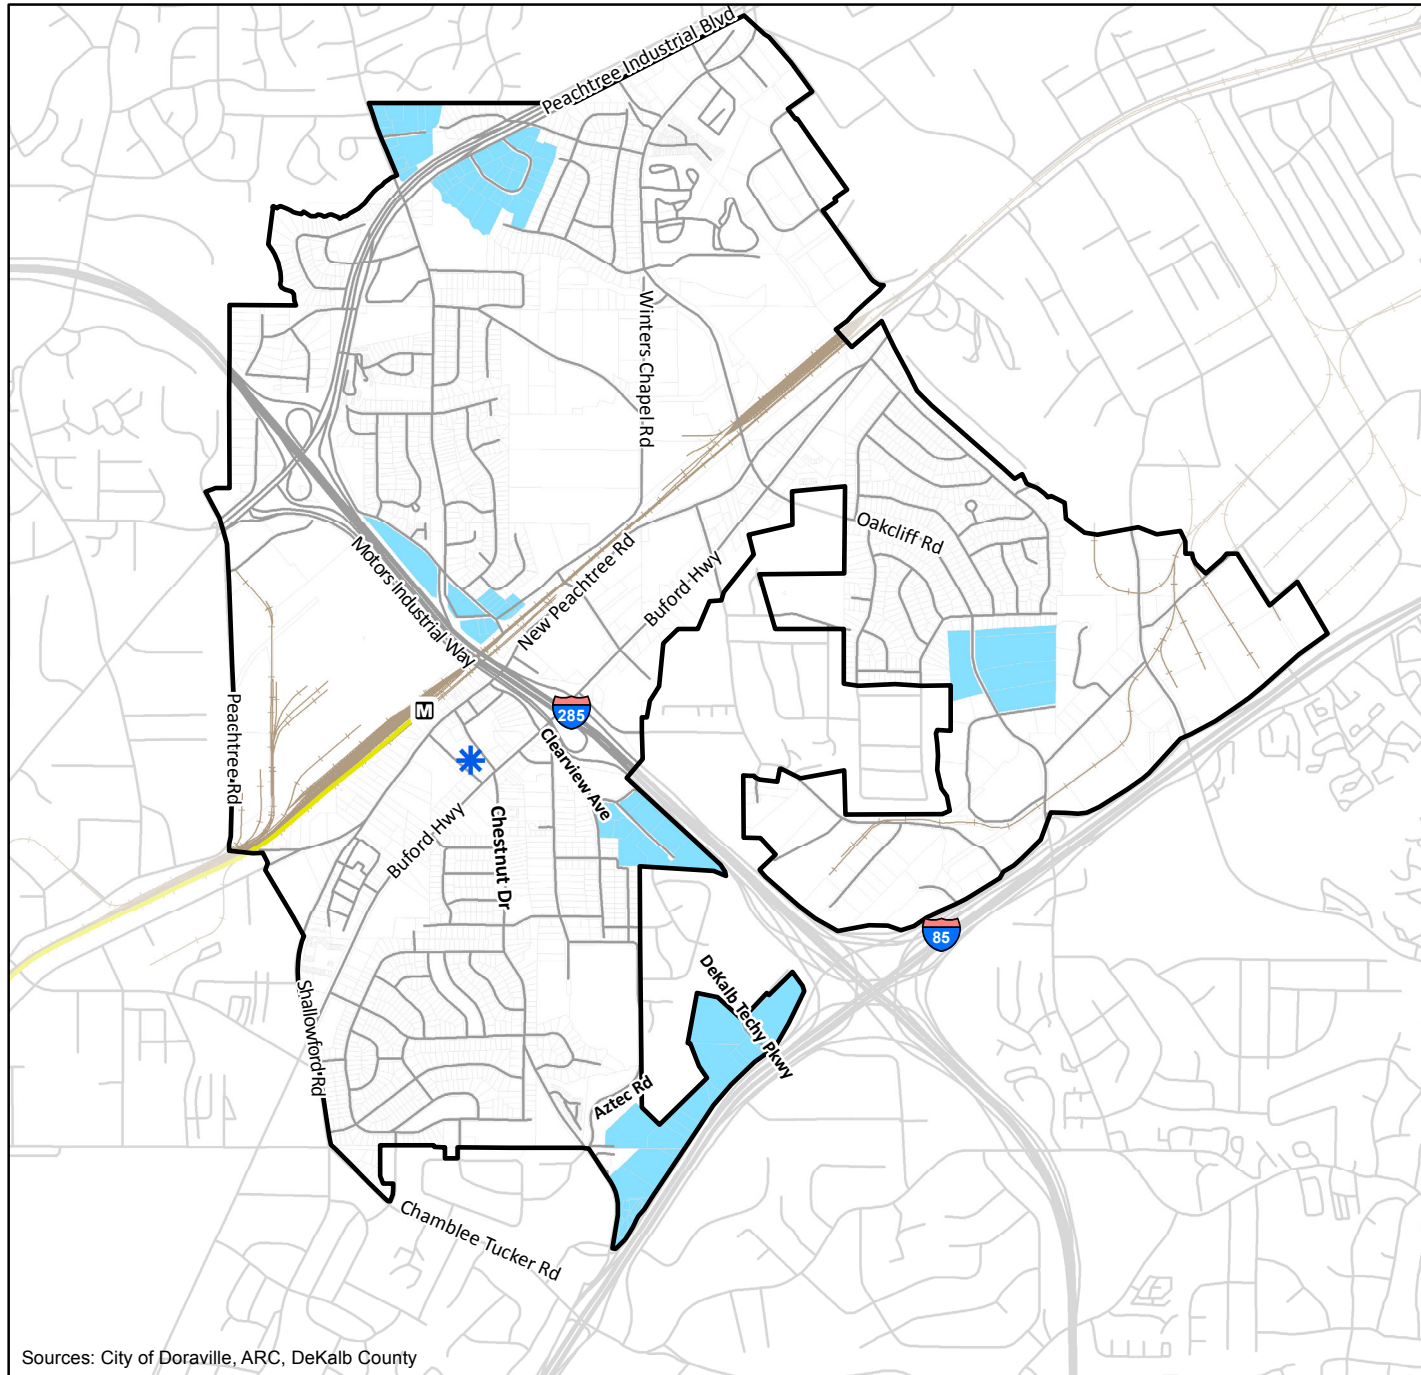 Peachtree Industrial Blvd
Winters Chapel Rd
Oakcliff Rd
Motors Industrial Way
New Peachtree Rd
Buford Hwy
Peachtree Rd
M
285
Clearview Ave
Buford Hwy
Chestnut Dr
85
DeKalb Techy Pkwy
Shallowford Rd
Aztec Rd
Chamblee Tucker Rd
Sources: City of Doraville, ARC, DeKalb County